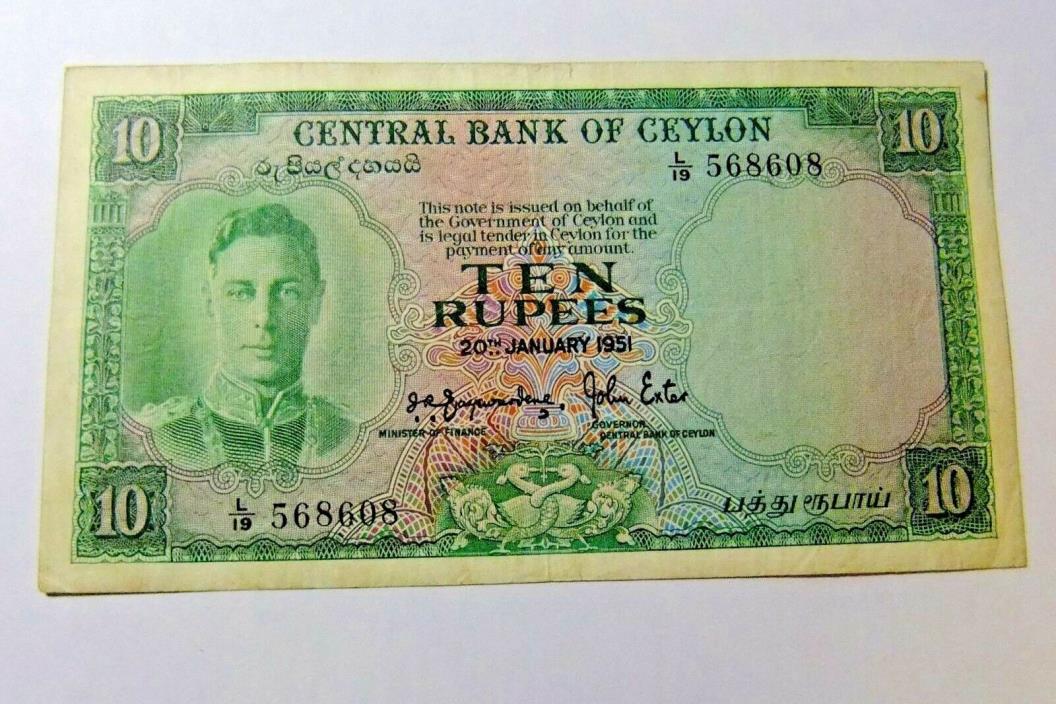 10
CENTRAL BANK OF CEYLON
10
රුපියල් දහයයි
L/19 568608
This note is issued on behalf of
the Government of Ceylon and
is legal tender in Ceylon for the
payment of any amount.
TEN
RUPEES
20TH JANUARY 1951
J.R. Jayewardene
John Exter
MINISTER OF FINANCE
GOVERNOR
CENTRAL BANK OF CEYLON
10
L/19 568608
பத்து ரூபாய்
10